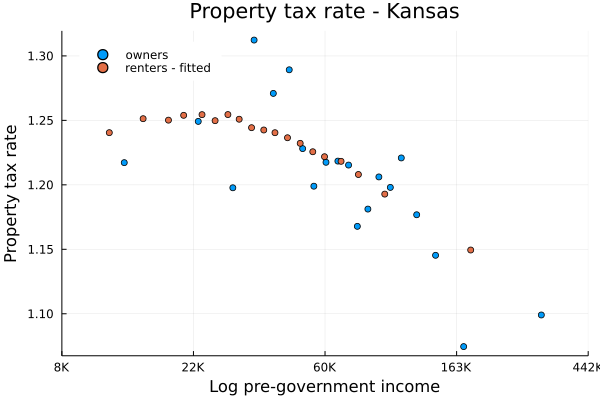 Property tax rate - Kansas
owners
renters - fitted
Property tax rate
1.30
1.25
1.20
1.15
1.10
8K 22K 60K 163K 442K
Log pre-government income